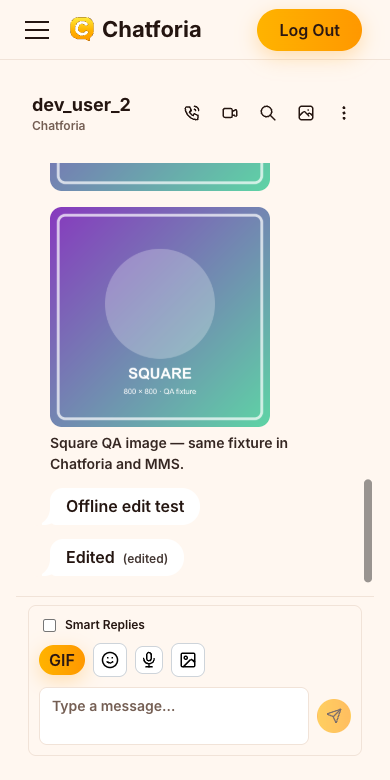 Chatforia
Log Out
dev_user_2
Chatforia
SQUARE
800 × 800 · QA fixture
Square QA image — same fixture in
Chatforia and MMS.
Offline edit test
Edited (edited)
Smart Replies
GIF
Type a message...